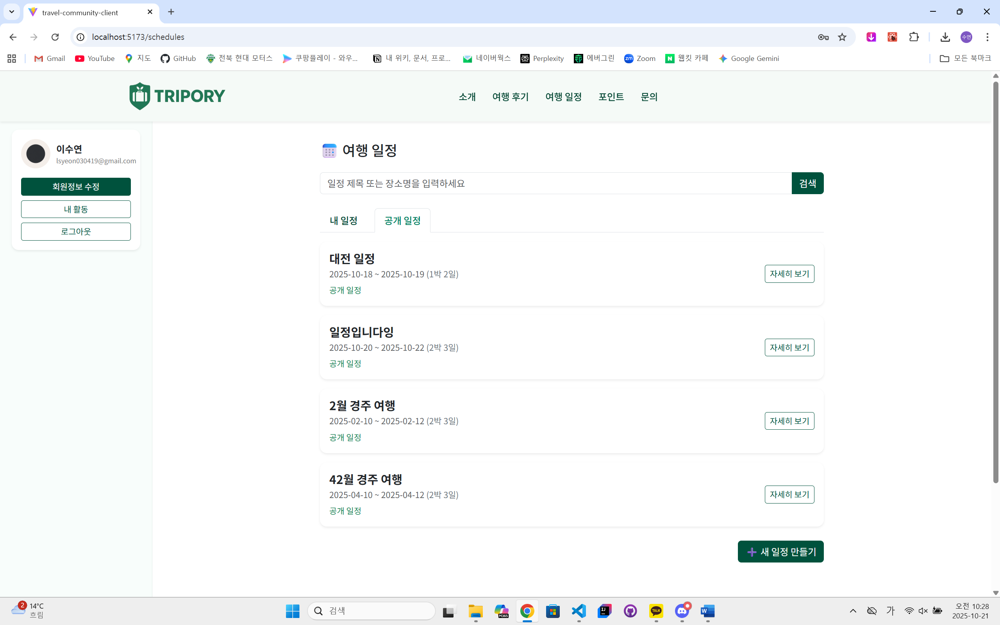 travel-community-client
localhost:5173/schedules
수연
Gmail
YouTube
지도
GitHub
전북 현대 모터스
쿠팡플레이 - 와우...
내 위키, 문서, 프로...
네이버웍스
Perplexity
에버그린
zm Zoom
N 웹킷 카페
Google Gemini
모든 북마크
TRIPORY
소개
여행 후기
여행 일정
포인트
문의
이수연
lsyeon030419@gmail.com
회원정보 수정
내 활동
로그아웃
여행 일정
일정 제목 또는 장소명을 입력하세요
검색
내 일정
공개 일정
대전 일정
2025-10-18 ~ 2025-10-19 (1박 2일)
공개 일정
자세히 보기
일정입니다잉
2025-10-20 ~ 2025-10-22 (2박 3일)
공개 일정
자세히 보기
2월 경주 여행
2025-02-10 ~ 2025-02-12 (2박 3일)
공개 일정
자세히 보기
42월 경주 여행
2025-04-10 ~ 2025-04-12 (2박 3일)
공개 일정
자세히 보기
새 일정 만들기
2
14°C
흐림
검색
M365
IJ
TALK
W
가
오전 10:28
2025-10-21